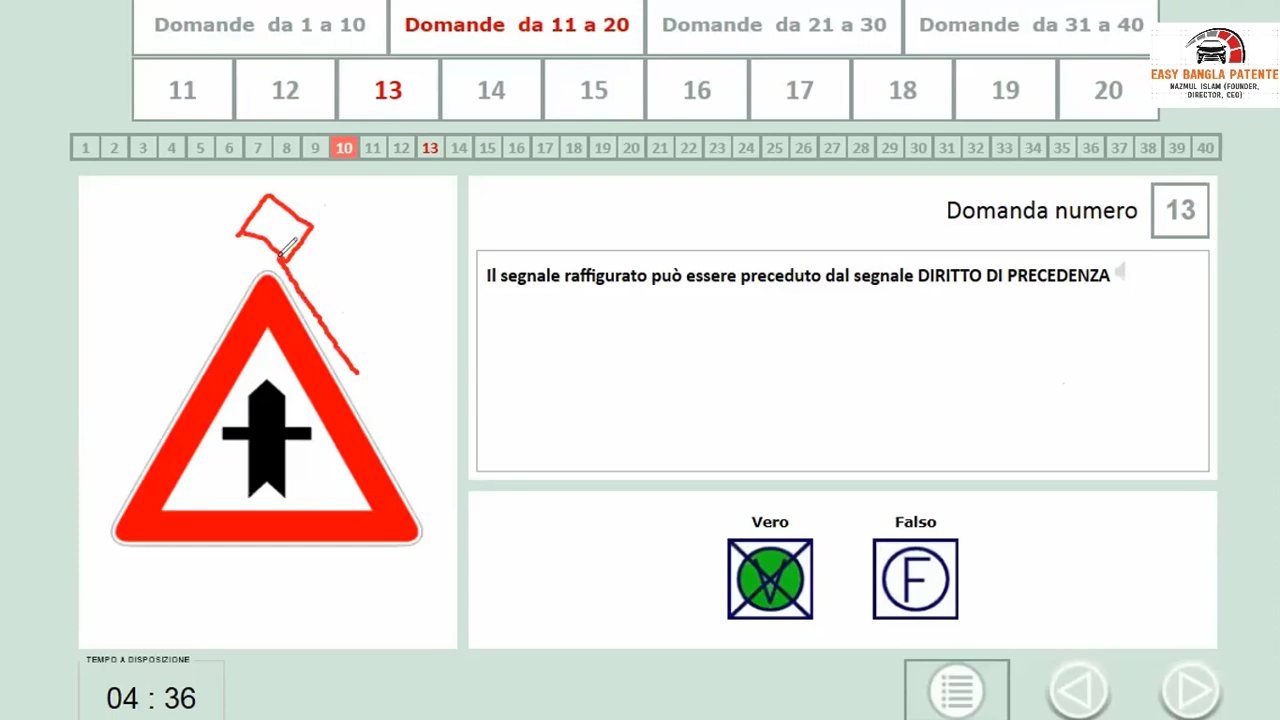 Domande da 1 a 10
Domande da 11 a 20
Domande da 21 a 30
Domande da 31 a 40
EASY BANGLA PATENTE
NAZMUL ISLAM (FOUNDER,
DIRECTOR, CEO)
11 12 13 14 15 16 17 18 19 20
1 2 3 4 5 6 7 8 9 10 11 12 13 14 15 16 17 18 19 20 21 22 23 24 25 26 27 28 29 30 31 32 33 34 35 36 37 38 39 40
Domanda numero 13
Il segnale raffigurato può essere preceduto dal segnale DIRITTO DI PRECEDENZA
Vero
Falso
V
F
TEMPO A DISPOSIZIONE
04 : 36